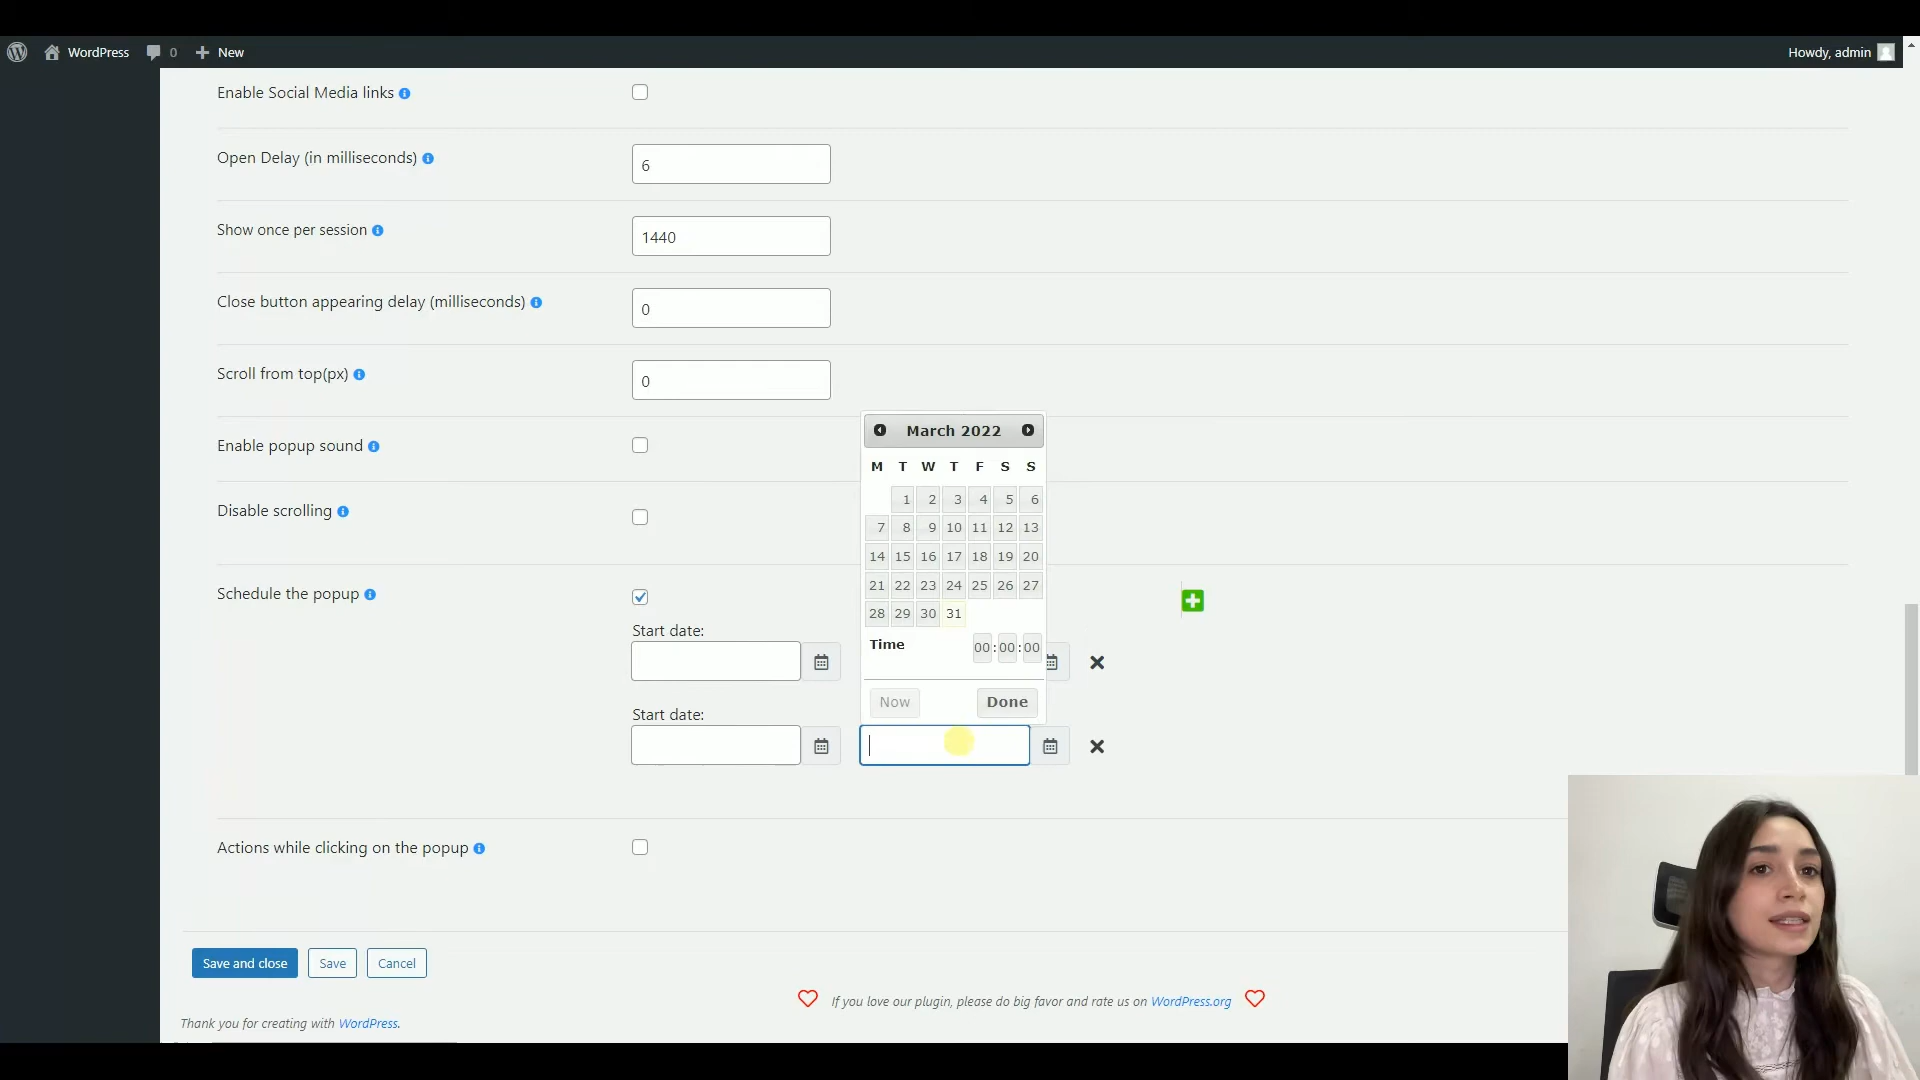 WordPress 0 New Howdy, admin
Enable Social Media links
Open Delay (in milliseconds)
6
Show once per session
1440
Close button appearing delay (milliseconds)
0
Scroll from top(px)
0
Enable popup sound
Disable scrolling
Schedule the popup
Start date:
Start date:
March 2022
M T W T F S S
1 2 3 4 5 6
7 8 9 10 11 12 13
14 15 16 17 18 19 20
21 22 23 24 25 26 27
28 29 30 31
Time 00:00:00
Now Done
Actions while clicking on the popup
Save and close Save Cancel
If you love our plugin, please do big favor and rate us on WordPress.org
Thank you for creating with WordPress.